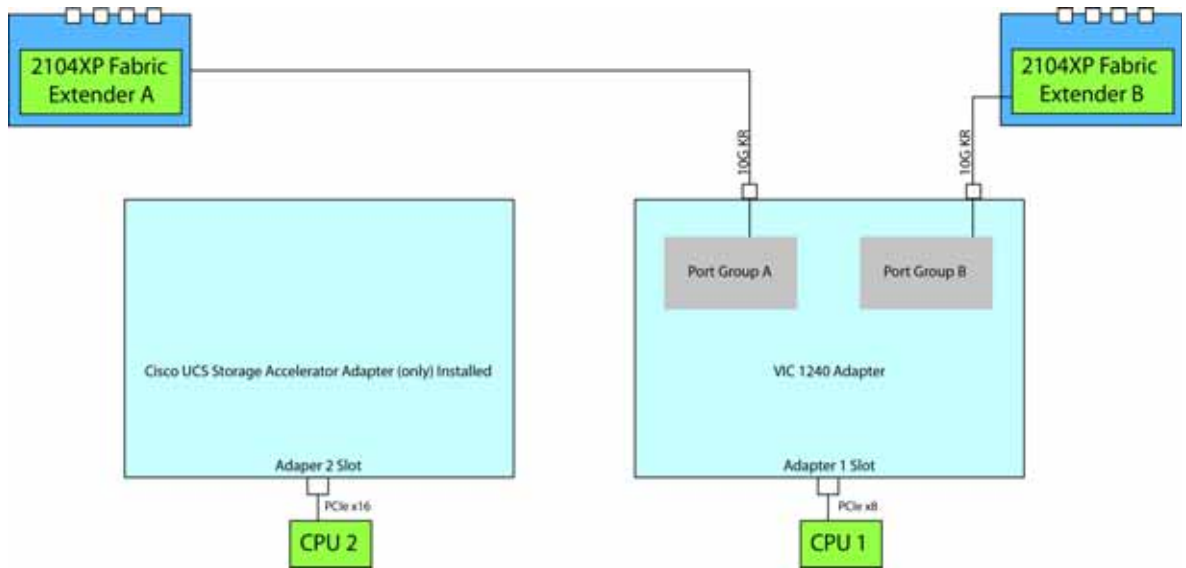 2104XP Fabric
Extender A
2104XP Fabric
Extender B
10G KR
10G KR
Port Group A
Port Group B
Cisco UCS Storage Accelerator Adapter (only) Installed
VIC 1240 Adapter
Adaper 2 Slot
Adapter 1 Slot
PCIe x16
PCIe x8
CPU 2
CPU 1